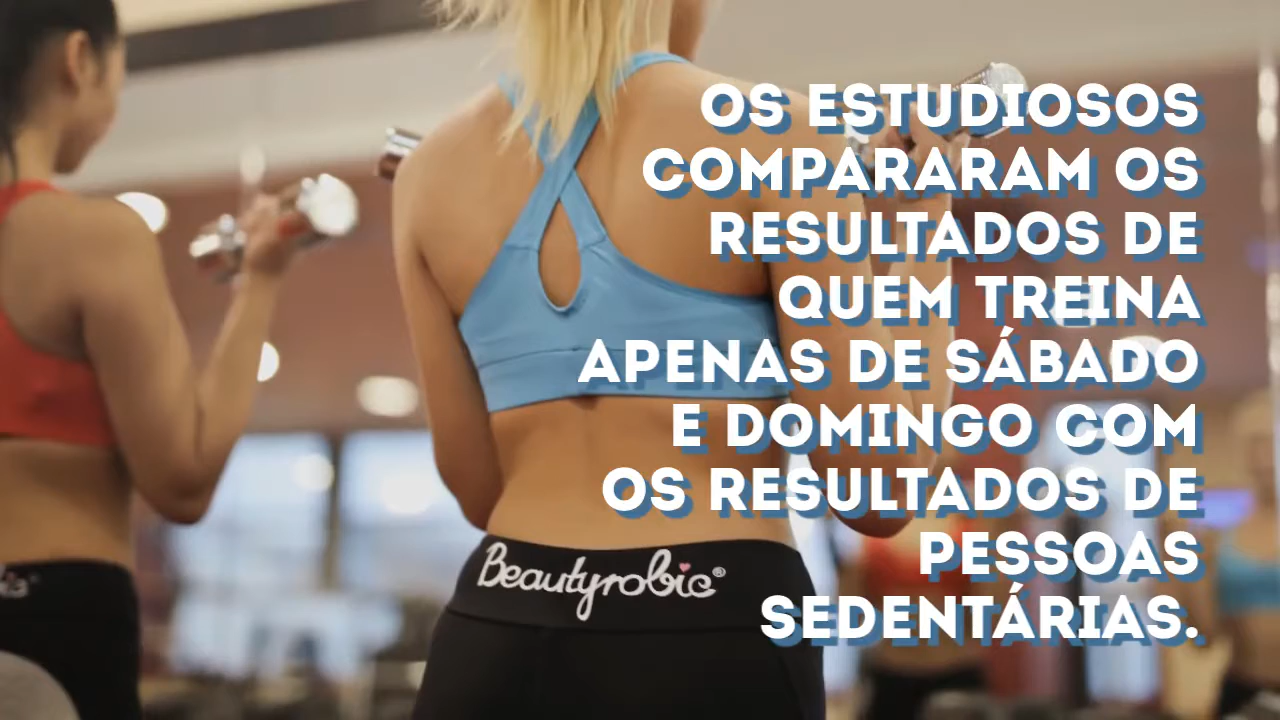 OS ESTUDIOSOS
COMPARARAM OS
RESULTADOS DE
QUEM TREINA
APENAS DE SÁBADO
E DOMINGO COM
OS RESULTADOS DE
PESSOAS
SEDENTÁRIAS.
Beautyrobic®